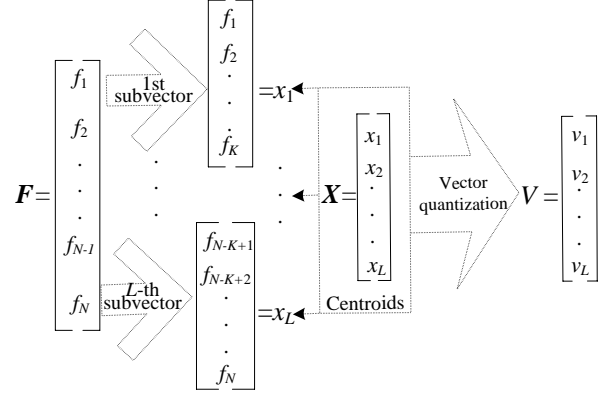 F=
f1
f2
.
.
.
fN-1
fN
1st
subvector
.
.
.
L-th
subvector
f1
f2
.
.
.
fK
=x1
.
.
.
fN-K+1
fN-K+2
.
.
.
fN
=xL
X=
x1
x2
.
.
.
xL
Centroids
Vector
quantization
V=
v1
v2
.
.
.
vL